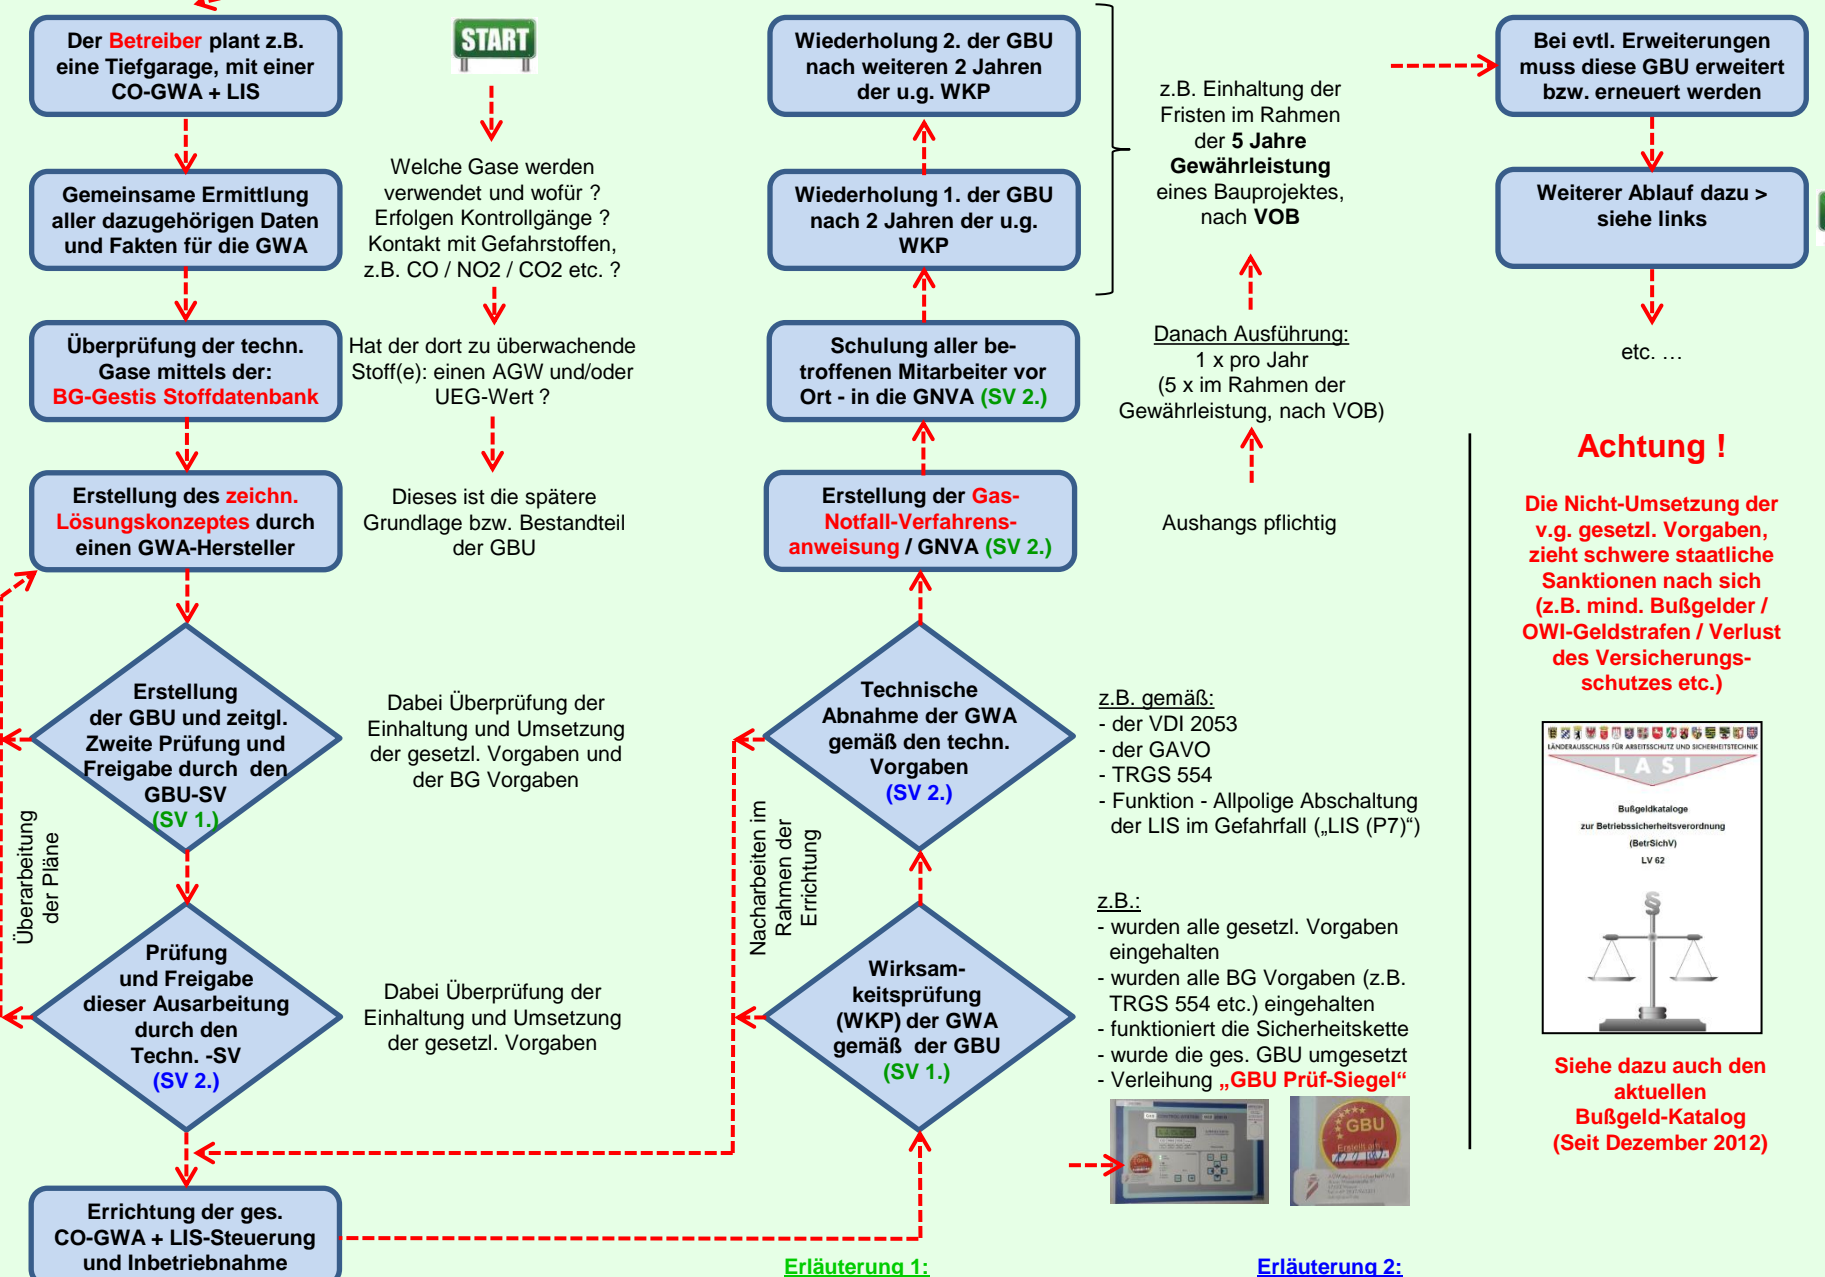 Der Betreiber plant z.B.
eine Tiefgarage, mit einer
CO-GWA + LIS
Gemeinsame Ermittlung
aller dazugehörigen Daten
und Fakten für die GWA
Überprüfung der techn.
Gase mittels der:
BG-Gestis Stoffdatenbank
Erstellung des zeichn.
Lösungskonzeptes durch
einen GWA-Hersteller
Erstellung
der GBU und zeitgl.
Zweite Prüfung und
Freigabe durch den
GBU-SV
(SV 1.)
Überarbeitung
der Pläne
Prüfung
und Freigabe
dieser Ausarbeitung
durch den
Techn. -SV
(SV 2.)
Errichtung der ges.
CO-GWA + LIS-Steuerung
und Inbetriebnahme
START
Welche Gase werden
verwendet und wofür ?
Erfolgen Kontrollgänge ?
Kontakt mit Gefahrstoffen,
z.B. CO / NO2 / CO2 etc. ?
Hat der dort zu überwachende
Stoff(e): einen AGW und/oder
UEG-Wert ?
Dieses ist die spätere
Grundlage bzw. Bestandteil
der GBU
Dabei Überprüfung der
Einhaltung und Umsetzung
der gesetzl. Vorgaben und
der BG Vorgaben
Dabei Überprüfung der
Einhaltung und Umsetzung
der gesetzl. Vorgaben
Wiederholung 2. der GBU
nach weiteren 2 Jahren
der u.g. WKP
Wiederholung 1. der GBU
nach 2 Jahren der u.g.
WKP
Schulung aller be-
troffenen Mitarbeiter vor
Ort - in die GNVA (SV 2.)
Erstellung der Gas-
Notfall-Verfahrens-
anweisung / GNVA (SV 2.)
Technische
Abnahme der GWA
gemäß den techn.
Vorgaben
(SV 2.)
Nacharbeiten im
Rahmen der
Errichtung
Wirksam-
keitsprüfung
(WKP) der GWA
gemäß der GBU
(SV 1.)
z.B. Einhaltung der
Fristen im Rahmen
der 5 Jahre
Gewährleistung
eines Bauprojektes,
nach VOB
Danach Ausführung:
1 x pro Jahr
(5 x im Rahmen der
Gewährleistung, nach VOB)
Aushangs pflichtig
z.B. gemäß:
- der VDI 2053
- der GAVO
- TRGS 554
- Funktion - Allpolige Abschaltung
der LIS im Gefahrfall („LIS (P7)“)
z.B.:
- wurden alle gesetzl. Vorgaben
eingehalten
- wurden alle BG Vorgaben (z.B.
TRGS 554 etc.) eingehalten
- funktioniert die Sicherheitskette
- wurde die ges. GBU umgesetzt
- Verleihung „GBU Prüf-Siegel“
GBU
Erstellt am
Erläuterung 1:
Erläuterung 2:
Bei evtl. Erweiterungen
muss diese GBU erweitert
bzw. erneuert werden
Weiterer Ablauf dazu >
siehe links
etc. …
Achtung !
Die Nicht-Umsetzung der
v.g. gesetzl. Vorgaben,
zieht schwere staatliche
Sanktionen nach sich
(z.B. mind. Bußgelder /
OWI-Geldstrafen / Verlust
des Versicherungs-
schutzes etc.)
LÄNDERAUSSCHUSS FÜR ARBEITSSCHUTZ UND SICHERHEITSTECHNIK
LASI
Bußgeldkataloge
zur Betriebssicherheitsverordnung
(BetrSichV)
LV 62
Siehe dazu auch den
aktuellen
Bußgeld-Katalog
(Seit Dezember 2012)